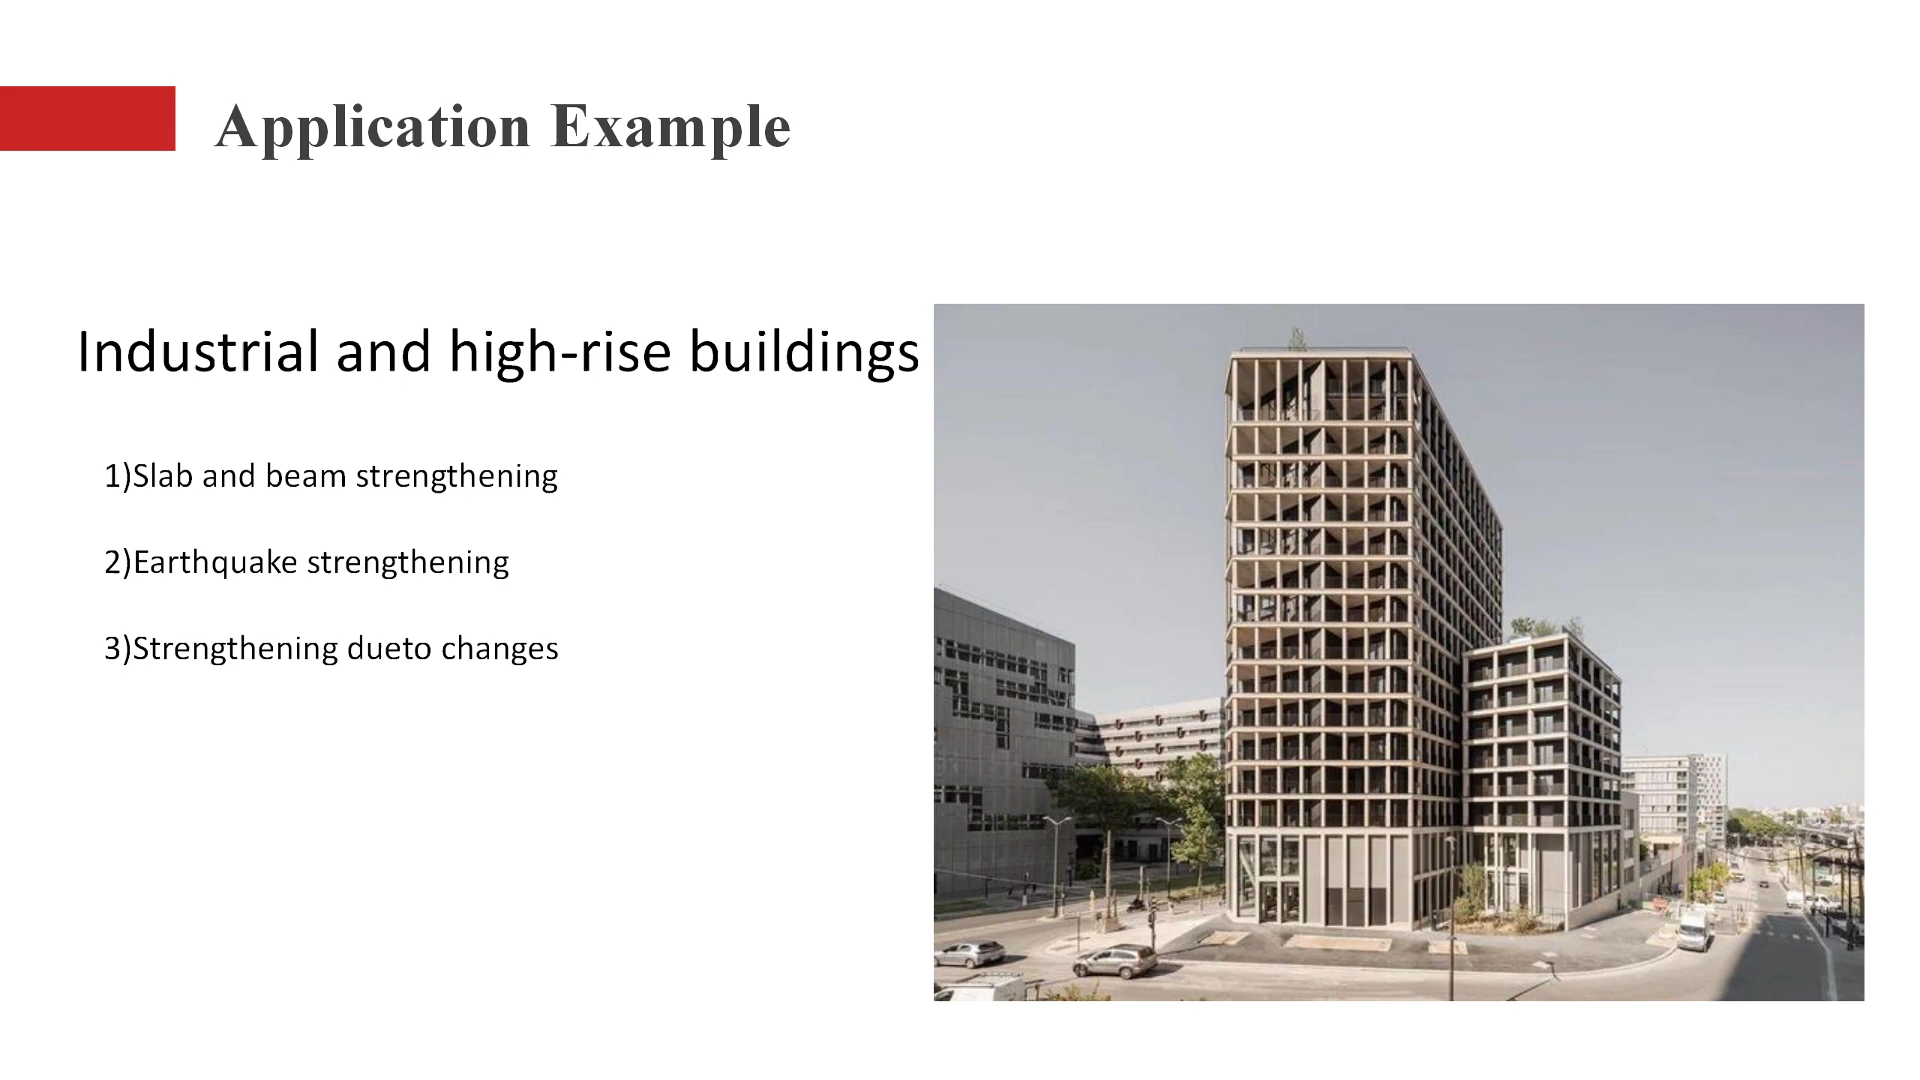 Application Example
Industrial and high-rise buildings
1)Slab and beam strengthening
2)Earthquake strengthening
3)Strengthening dueto changes